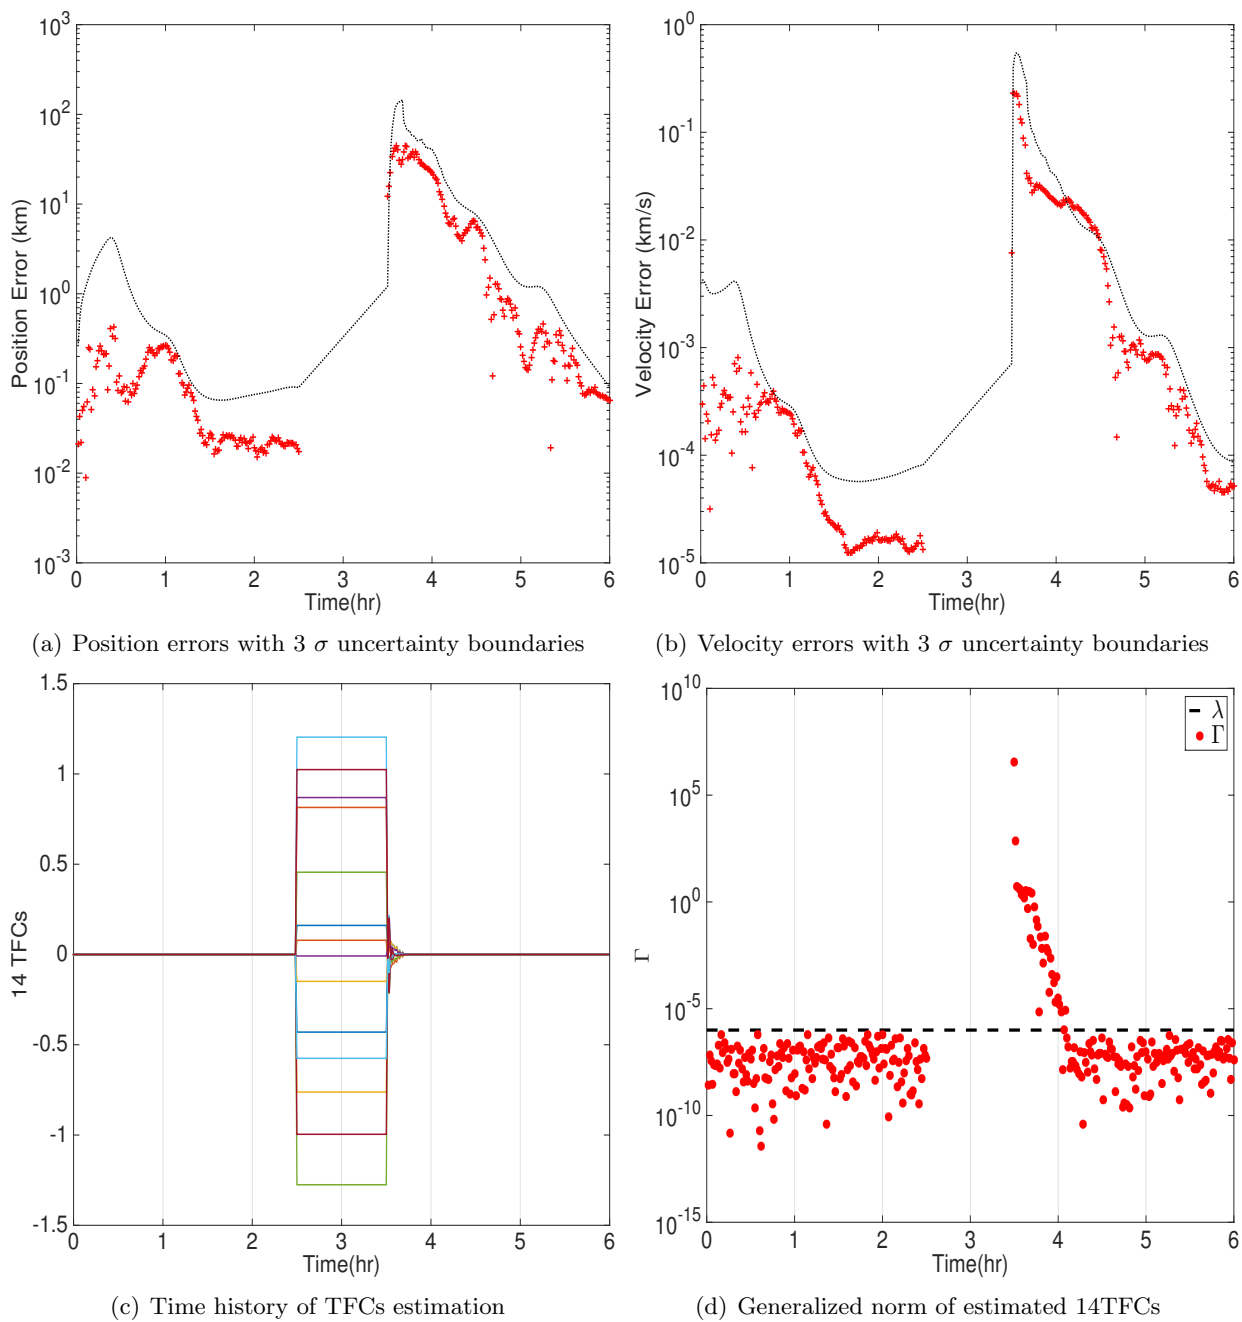 10^3
10^2
10^1
10^0
10^-1
10^-2
10^-3
Position Error (km)
0 1 2 3 4 5 6
Time(hr)
(a) Position errors with 3 σ uncertainty boundaries
10^0
10^-1
10^-2
10^-3
10^-4
10^-5
Velocity Error (km/s)
0 1 2 3 4 5 6
Time(hr)
(b) Velocity errors with 3 σ uncertainty boundaries
1.5
1
0.5
0
-0.5
-1
-1.5
14 TFCs
0 1 2 3 4 5 6
Time(hr)
(c) Time history of TFCs estimation
10^10
10^5
10^0
10^-5
10^-10
10^-15
Γ
λ
Γ
0 1 2 3 4 5 6
Time(hr)
(d) Generalized norm of estimated 14TFCs